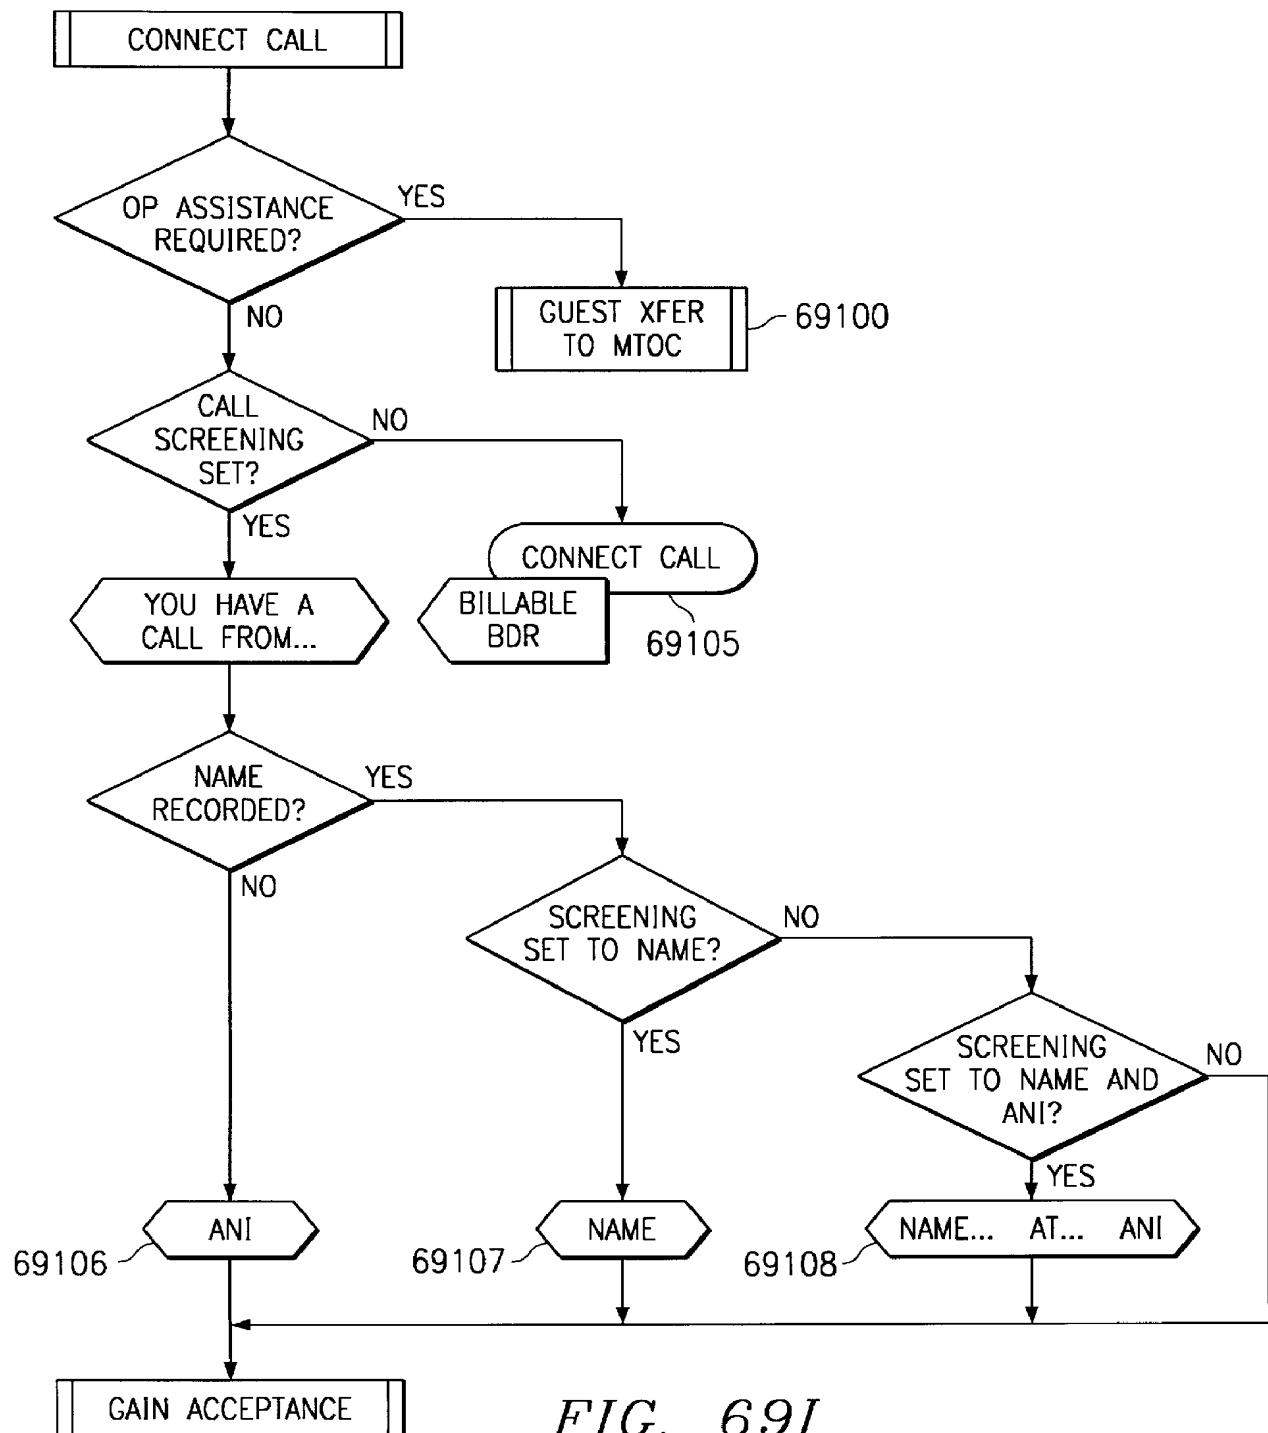 CONNECT CALL
OP ASSISTANCE
REQUIRED?
YES
NO
GUEST XFER
TO MTOC
69100
CALL
SCREENING
SET?
NO
YES
CONNECT CALL
BILLABLE
BDR
69105
YOU HAVE A
CALL FROM...
NAME
RECORDED?
YES
NO
SCREENING
SET TO NAME?
NO
YES
SCREENING
SET TO NAME AND
ANI?
NO
YES
ANI
69106
NAME
69107
NAME... AT... ANI
69108
GAIN ACCEPTANCE
FIG. 69I